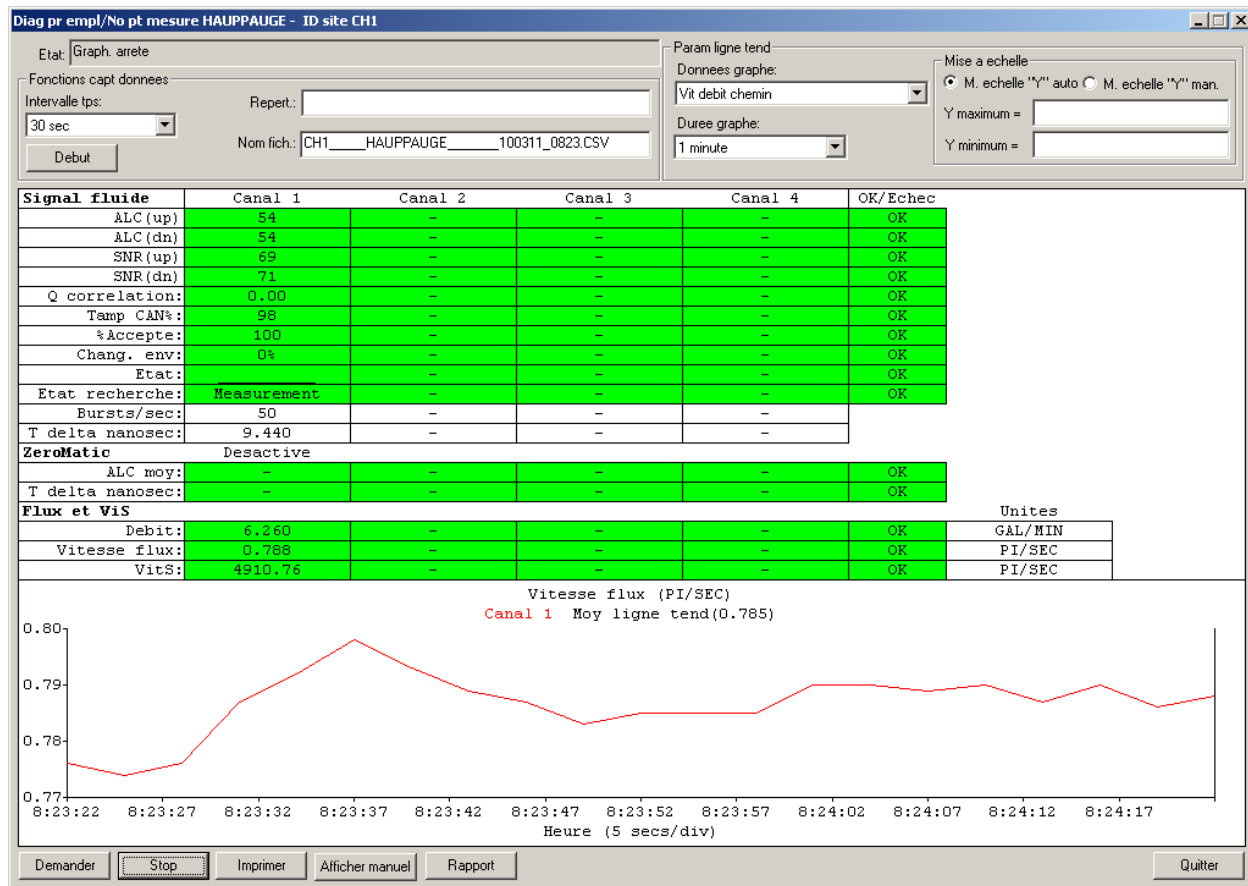 Diag pr empl/No pt mesure HAUPPAUGE - ID site CH1
Etat: Graph. arrete
Fonctions capt donnees
Intervalle tps:
30 sec
Debut
Repert.:
Nom fich.: CH1_____HAUPPAUGE_______100311_0823.CSV
Param ligne tend
Donnees graphe:
Vit debit chemin
Duree graphe:
1 minute
Mise a echelle
M. echelle "Y" auto M. echelle "Y" man.
Y maximum =
Y minimum =
Signal fluide Canal 1 Canal 2 Canal 3 Canal 4 OK/Echec
ALC(up) 54 - - - OK
ALC(dn) 54 - - - OK
SNR(up) 69 - - - OK
SNR(dn) 71 - - - OK
Q correlation: 0.00 - - - OK
Tamp CAN%: 98 - - - OK
%Accepte: 100 - - - OK
Chang. env: 0% - - - OK
Etat: ___________ - - - OK
Etat recherche: Measurement - - - OK
Bursts/sec: 50 - - -
T delta nanosec: 9.440 - - -
ZeroMatic Desactive
ALC moy: - - - - OK
T delta nanosec: - - - - OK
Flux et ViS Unites
Debit: 6.260 - - - OK GAL/MIN
Vitesse flux: 0.788 - - - OK PI/SEC
VitS: 4910.76 - - - OK PI/SEC
Vitesse flux (PI/SEC)
Canal 1 Moy ligne tend(0.785)
0.80
0.79
0.78
0.77
8:23:22 8:23:27 8:23:32 8:23:37 8:23:42 8:23:47 8:23:52 8:23:57 8:24:02 8:24:07 8:24:12 8:24:17
Heure (5 secs/div)
Demander Stop Imprimer Afficher manuel Rapport Quitter